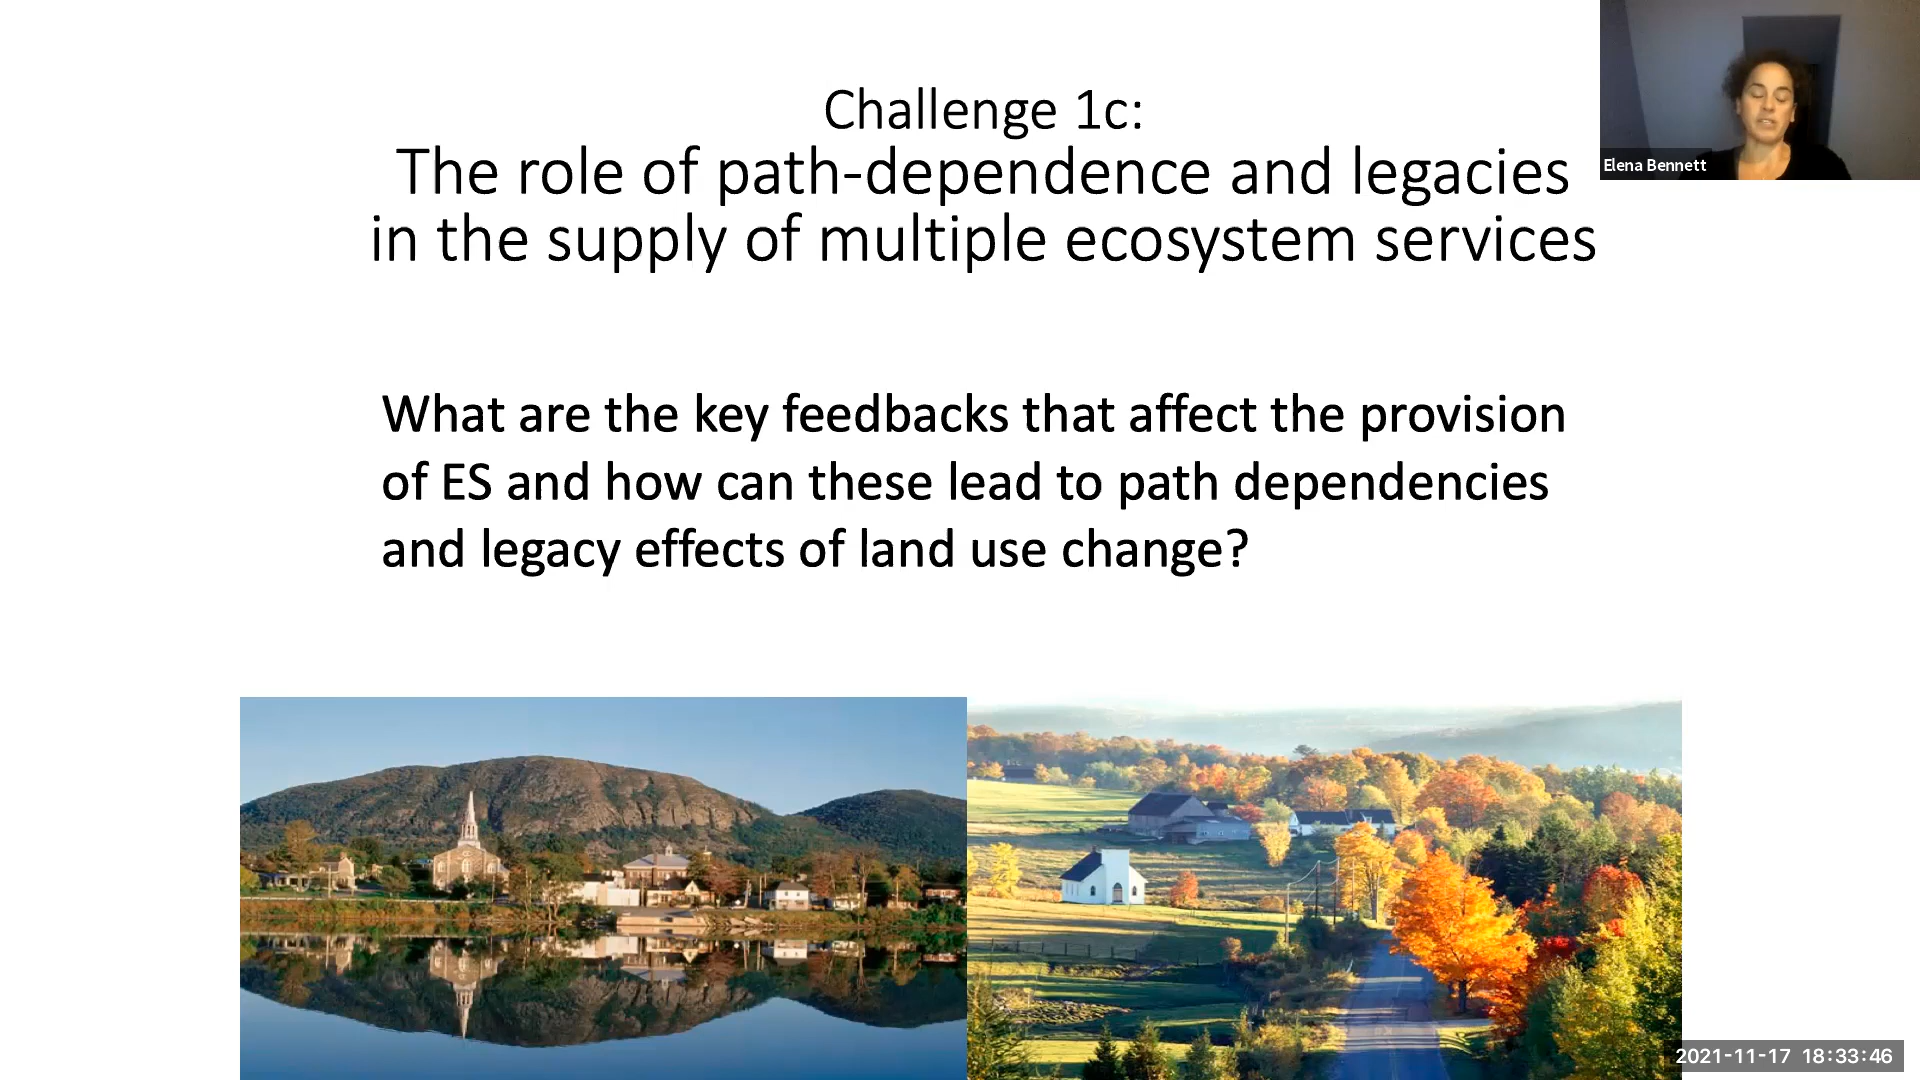 Challenge 1c:
The role of path-dependence and legacies
in the supply of multiple ecosystem services
Elena Bennett
What are the key feedbacks that affect the provision
of ES and how can these lead to path dependencies
and legacy effects of land use change?
2021-11-17 18:33:46